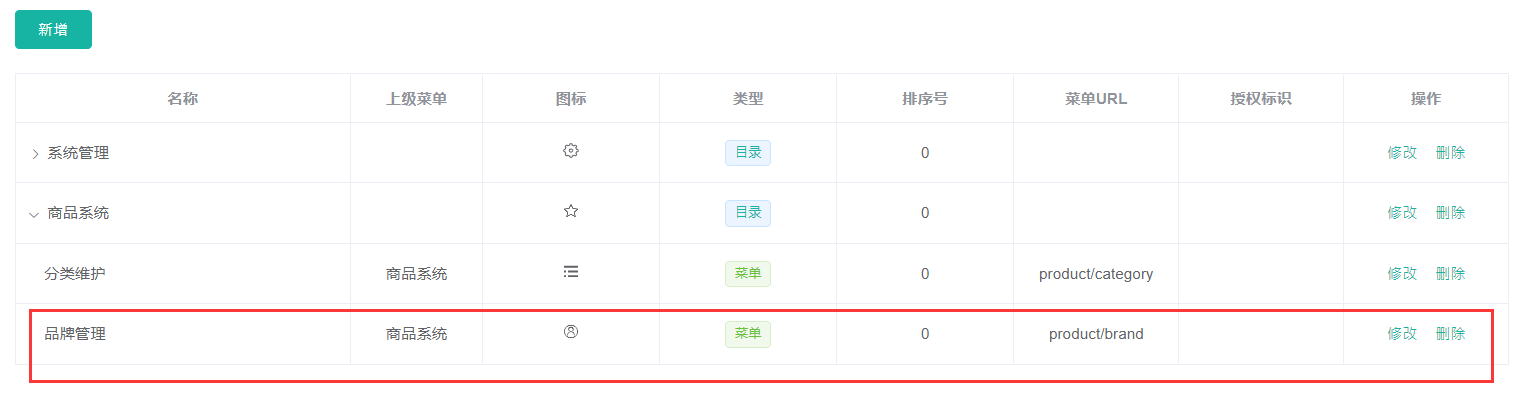 新增
名称 上级菜单 图标 类型 排序号 菜单URL 授权标识 操作
系统管理 目录 0 修改 删除
商品系统 目录 0 修改 删除
分类维护 商品系统 菜单 0 product/category 修改 删除
品牌管理 商品系统 菜单 0 product/brand 修改 删除